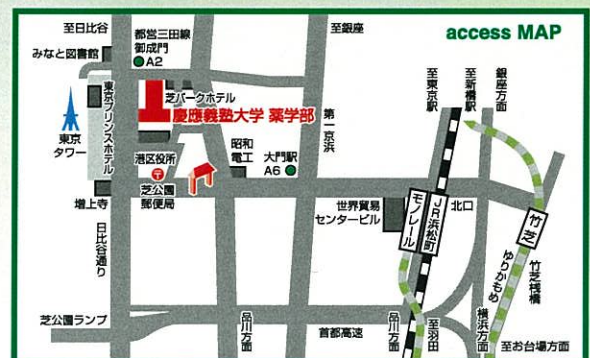 access MAP
至日比谷
都営三田線
御成門
A2
至銀座
みなと図書館
東京プリンスホテル
芝パークホテル
慶應義塾大学 薬学部
東京
タワー
港区役所
芝公園
郵便局
昭和
電工
大門駅
A6
第一京浜
至東京駅
至新橋駅
銀座方面
増上寺
世界貿易
センタービル
モノレール
JR浜松町
北口
竹芝
竹芝桟橋
ゆりかもめ
日比谷通り
芝公園ランプ
品川方面
首都高速
品川方面
至羽田
横浜方面
至お台場方面